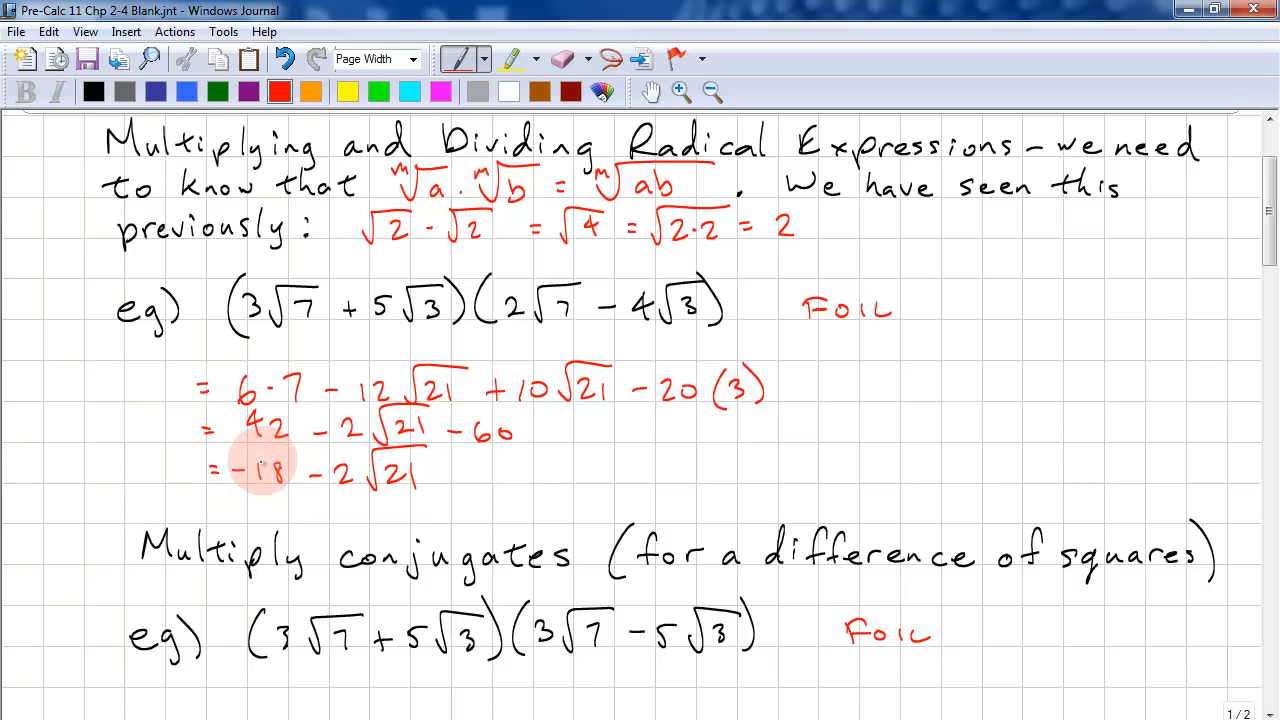 Pre-Calc 11 Chp 2-4 Blank.jnt - Windows Journal
File Edit View Insert Actions Tools Help
Page Width
B I
Multiplying and Dividing Radical Expressions - we need
to know that ᵐ√a · ᵐ√b = ᵐ√ab . We have seen this
previously: √2 - √2 = √4 = √2·2 = 2
eg) (3√7 + 5√3)(2√7 - 4√3) FOIL
= 6·7 - 12√21 + 10√21 - 20(3)
= 42 - 2√21 - 60
= -18 - 2√21
Multiply conjugates (for a difference of squares)
eg) (3√7 + 5√3)(3√7 - 5√3) FOIL
1/2